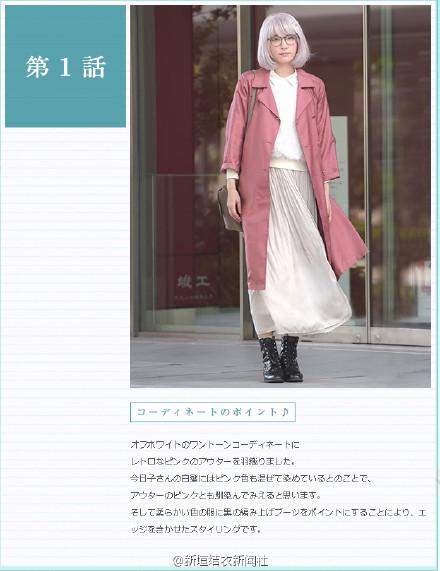 第1話
竣工
コーディネートのポイント♪
オフホワイトのワントーンコーディネートに
レトロなピンクのアウターを羽織りました。
今日子さんの白髪にはピンク色も混ぜて染めているとのことで、
アウターのピンクとも馴染んでみえると思います。
そして柔らかい色の服に黒の編み上げブーツをポイントにすることにより、エ
ッジをきかせたスタイリングです。
@新垣结衣新闻社